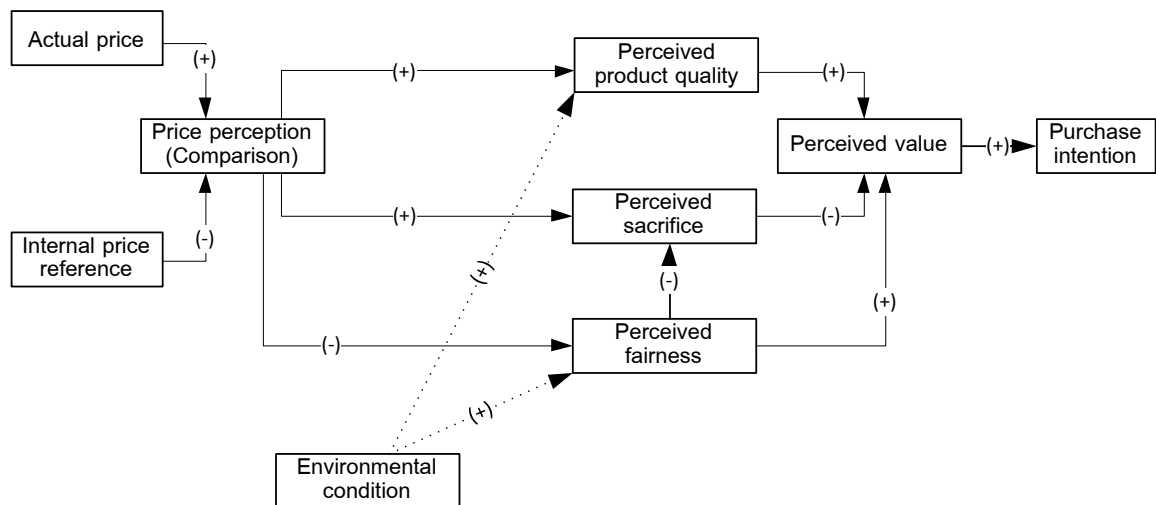 Actual price
(+)
Price perception
(Comparison)
(-)
Internal price
reference
(+)
Perceived
product quality
(+)
(+)
Perceived
sacrifice
(-)
(-)
Perceived
fairness
(-)
(+)
(+)
(+)
Environmental
condition
Perceived value
(+)
Purchase
intention